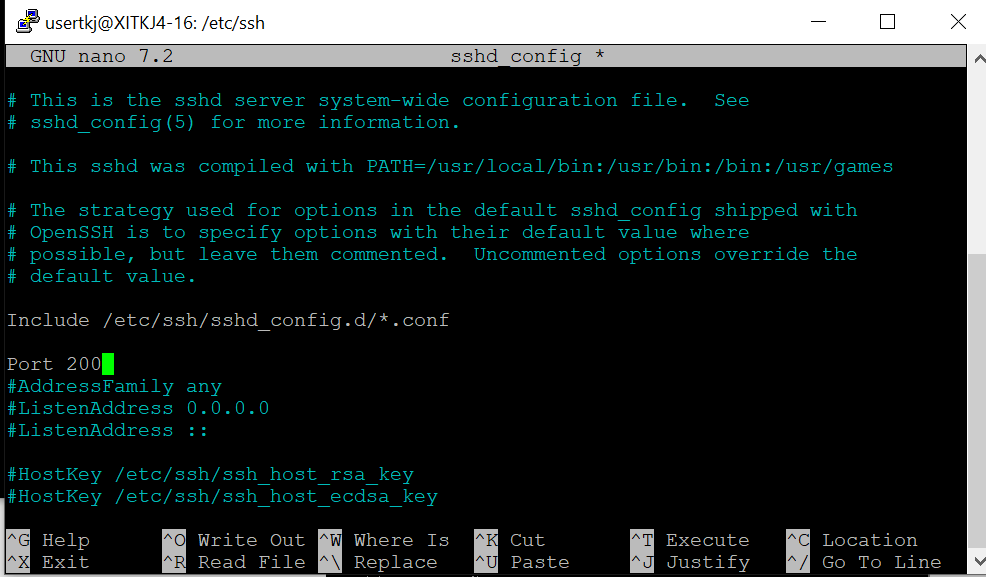 usertkj@XITKJ4-16: /etc/ssh
GNU nano 7.2 sshd_config *
# This is the sshd server system-wide configuration file.  See
# sshd_config(5) for more information.
# This sshd was compiled with PATH=/usr/local/bin:/usr/bin:/bin:/usr/games
# The strategy used for options in the default sshd_config shipped with
# OpenSSH is to specify options with their default value where
# possible, but leave them commented.  Uncommented options override the
# default value.
Include /etc/ssh/sshd_config.d/*.conf
Port 200
#AddressFamily any
#ListenAddress 0.0.0.0
#ListenAddress ::
#HostKey /etc/ssh/ssh_host_rsa_key
#HostKey /etc/ssh/ssh_host_ecdsa_key
^G Help ^O Write Out ^W Where Is ^K Cut ^T Execute ^C Location
^X Exit ^R Read File ^\ Replace ^U Paste ^J Justify ^/ Go To Line